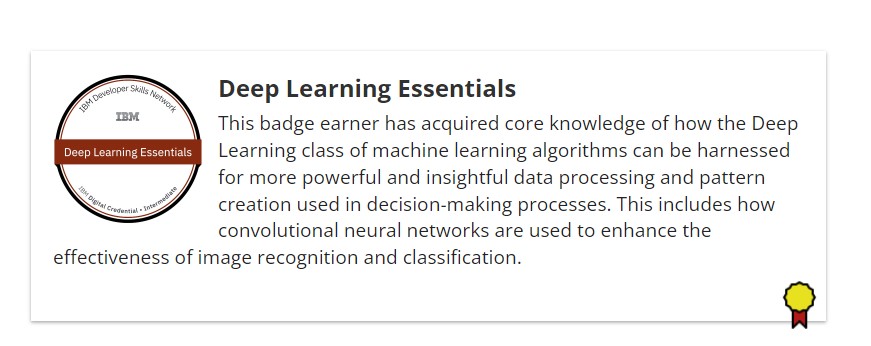 IBM Developer Skills Network
IBM
Deep Learning Essentials
IBM Digital Credential • Intermediate
Deep Learning Essentials
This badge earner has acquired core knowledge of how the Deep
Learning class of machine learning algorithms can be harnessed
for more powerful and insightful data processing and pattern
creation used in decision-making processes. This includes how
convolutional neural networks are used to enhance the
effectiveness of image recognition and classification.